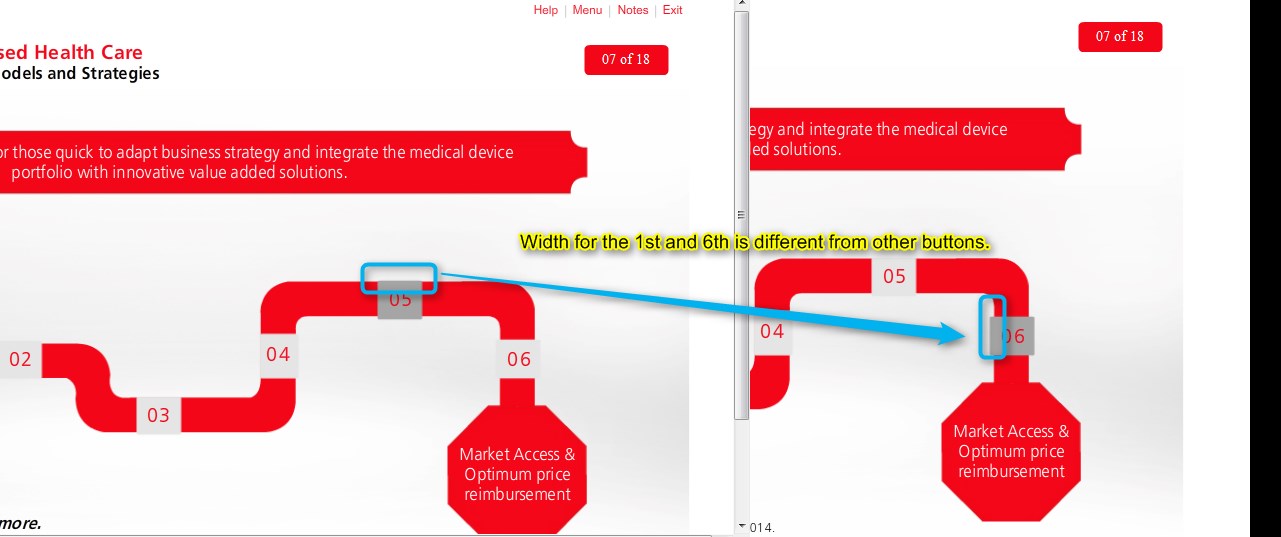 Help | Menu | Notes | Exit
sed Health Care
odels and Strategies
07 of 18
or those quick to adapt business strategy and integrate the medical device
portfolio with innovative value added solutions.
Width for the 1st and 6th is different from other buttons.
02
03
04
05
06
Market Access &
Optimum price
reimbursement
more.
07 of 18
egy and integrate the medical device
ed solutions.
04
05
06
Market Access &
Optimum price
reimbursement
014.